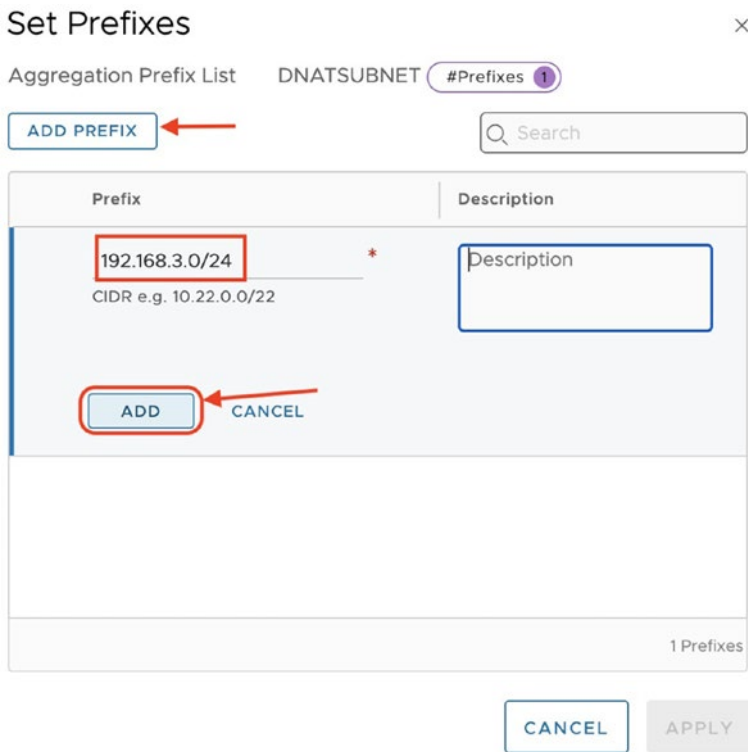 Set Prefixes
Aggregation Prefix List DNATSUBNET #Prefixes 1
ADD PREFIX Search
Prefix Description
192.168.3.0/24 * Description
CIDR e.g. 10.22.0.0/22
ADD CANCEL
1 Prefixes
CANCEL APPLY